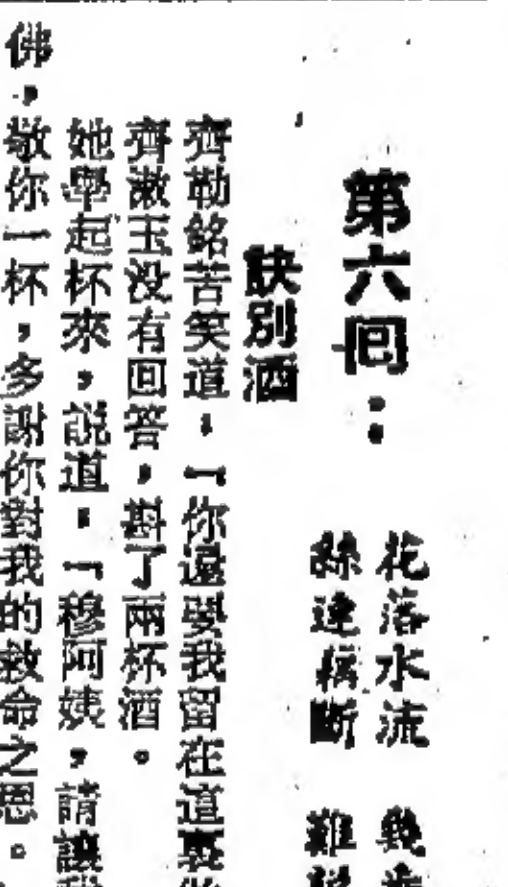 第六回：
花落水流
絲連藕斷 難
訣別酒
齊勒銘苦笑道，「你還要我留在這裏
齊漱玉没有回答，斟了兩杯酒。
她舉起杯來，説道，「穆阿姨，請讓
佛，敬你一杯，多謝你對我的救命之恩。